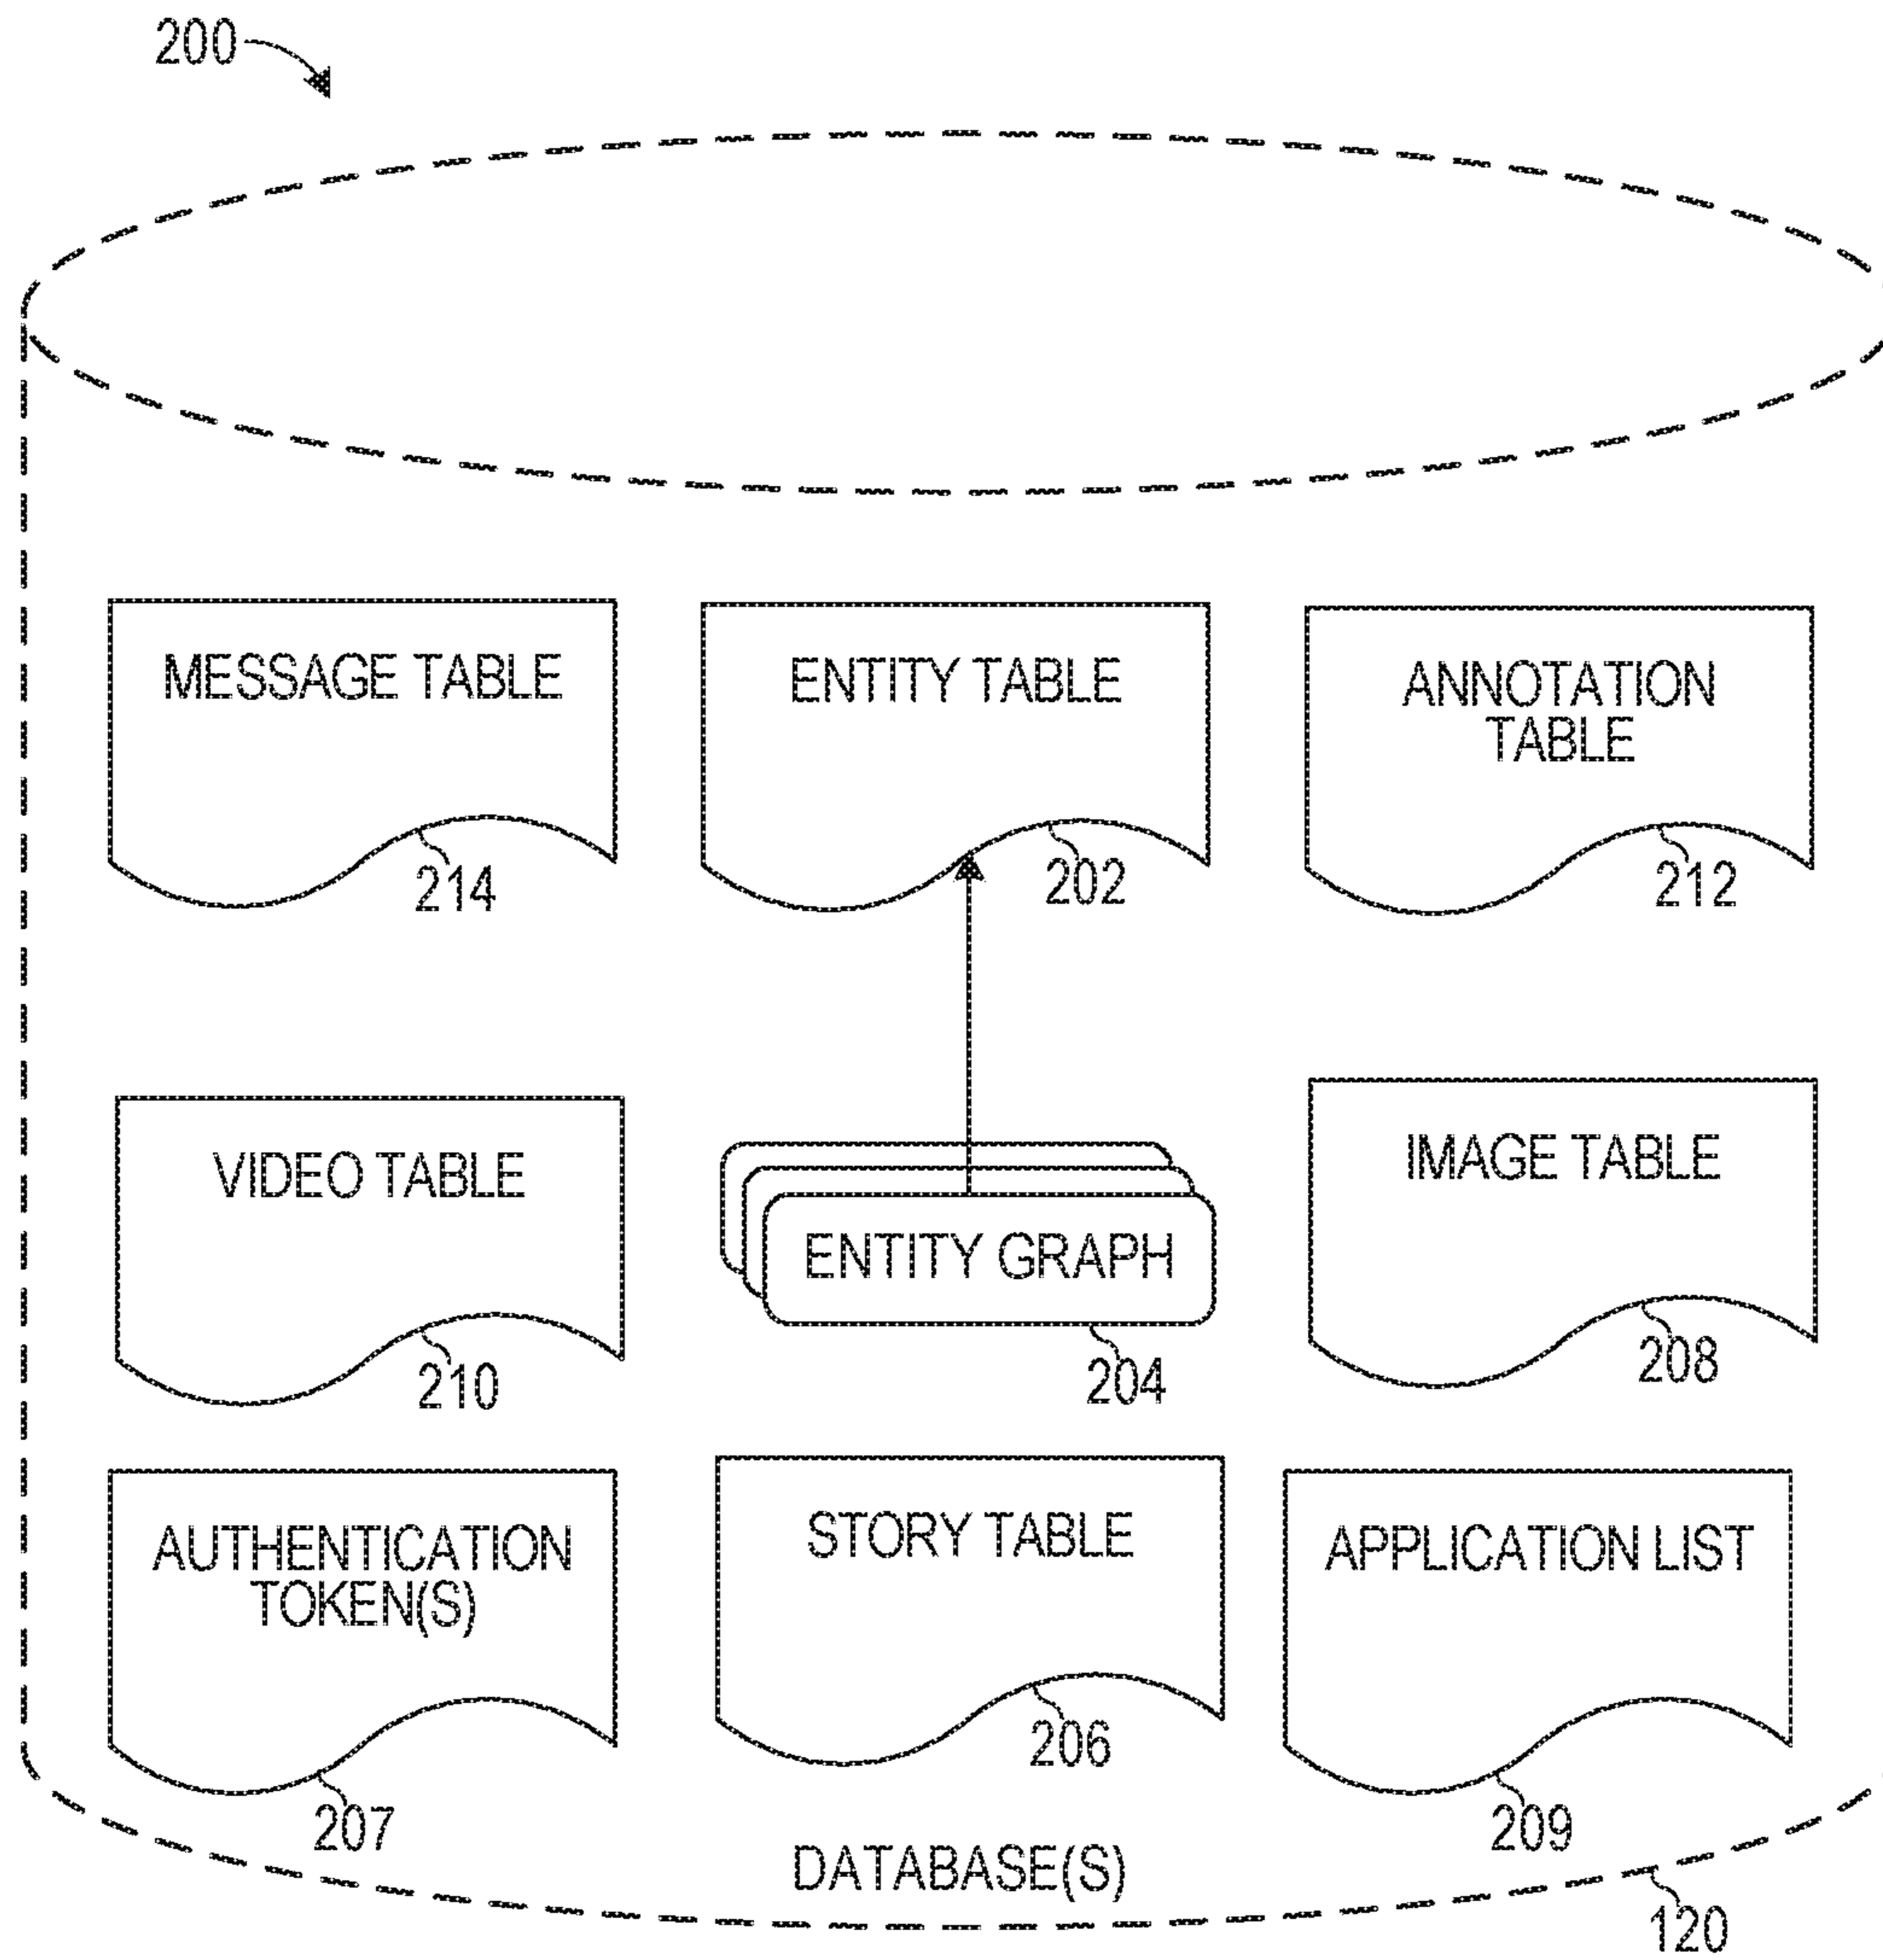 200
MESSAGE TABLE
214
ENTITY TABLE
202
ANNOTATION
TABLE
212
VIDEO TABLE
210
ENTITY GRAPH
204
IMAGE TABLE
208
AUTHENTICATION
TOKEN(S)
207
STORY TABLE
206
APPLICATION LIST
209
DATABASE(S)
120